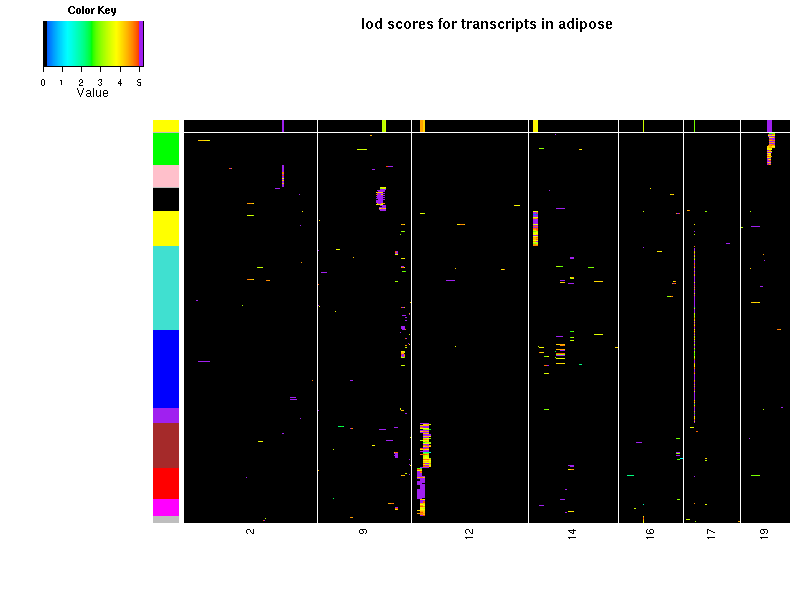 Color Key
0 1 2 3 4 5
Value
lod scores for transcripts in adipose
2 9 12 14 16 17 19